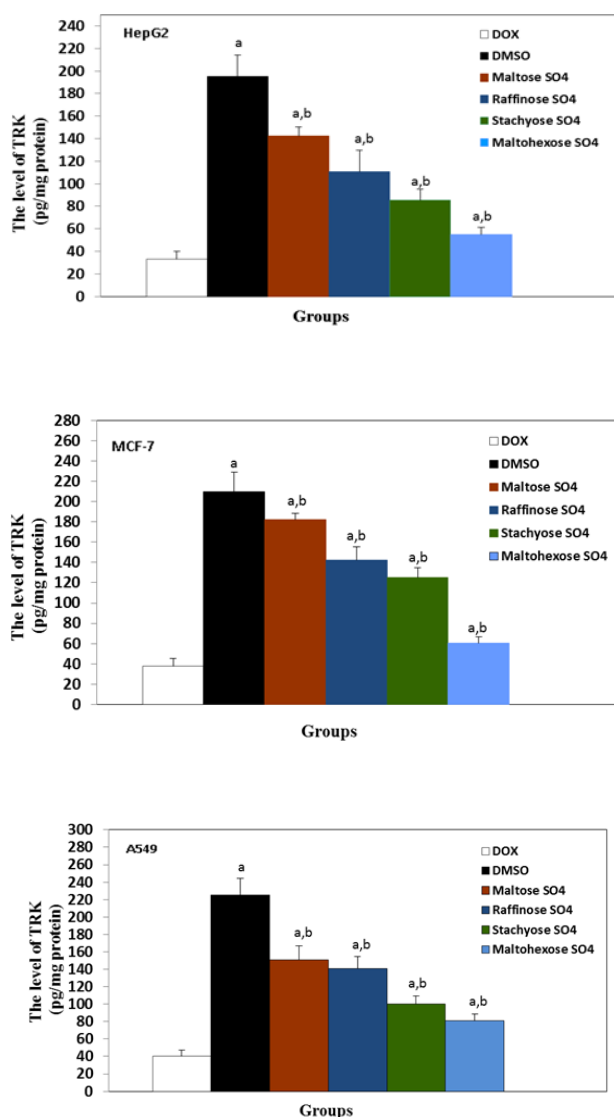 HepG2
The level of TRK
(pg/mg protein)
240
220
200
180
160
140
120
100
80
60
40
20
0
a
a,b
a,b
a,b
a,b
DOX
DMSO
Maltose SO4
Raffinose SO4
Stachyose SO4
Maltohexose SO4
Groups
MCF-7
The level of TRK
(pg/mg protein)
280
260
240
220
200
180
160
140
120
100
80
60
40
20
0
a
a,b
a,b
a,b
a,b
DOX
DMSO
Maltose SO4
Raffinose SO4
Stachyose SO4
Maltohexose SO4
Groups
A549
The level of TRK
(pg/mg protein)
300
280
260
240
220
200
180
160
140
120
100
80
60
40
20
0
a
a,b
a,b
a,b
a,b
DOX
DMSO
Maltose SO4
Raffinose SO4
Stachyose SO4
Maltohexose SO4
Groups